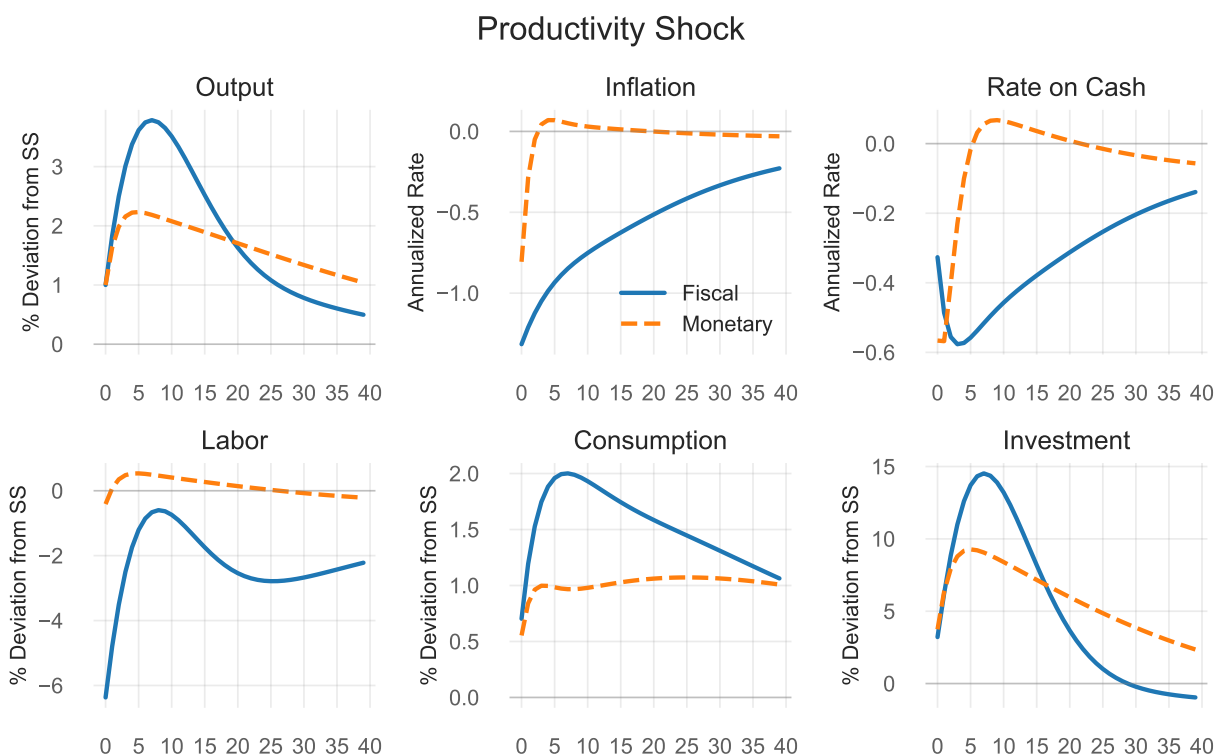 Productivity Shock
Output
% Deviation from SS
3
2
1
0
0 5 10 15 20 25 30 35 40
Inflation
Annualized Rate
0.0
−0.5
−1.0
Fiscal
Monetary
0 5 10 15 20 25 30 35 40
Rate on Cash
Annualized Rate
0.0
−0.2
−0.4
−0.6
0 5 10 15 20 25 30 35 40
Labor
% Deviation from SS
0
−2
−4
−6
0 5 10 15 20 25 30 35 40
Consumption
% Deviation from SS
2.0
1.5
1.0
0.5
0.0
0 5 10 15 20 25 30 35 40
Investment
% Deviation from SS
15
10
5
0
0 5 10 15 20 25 30 35 40